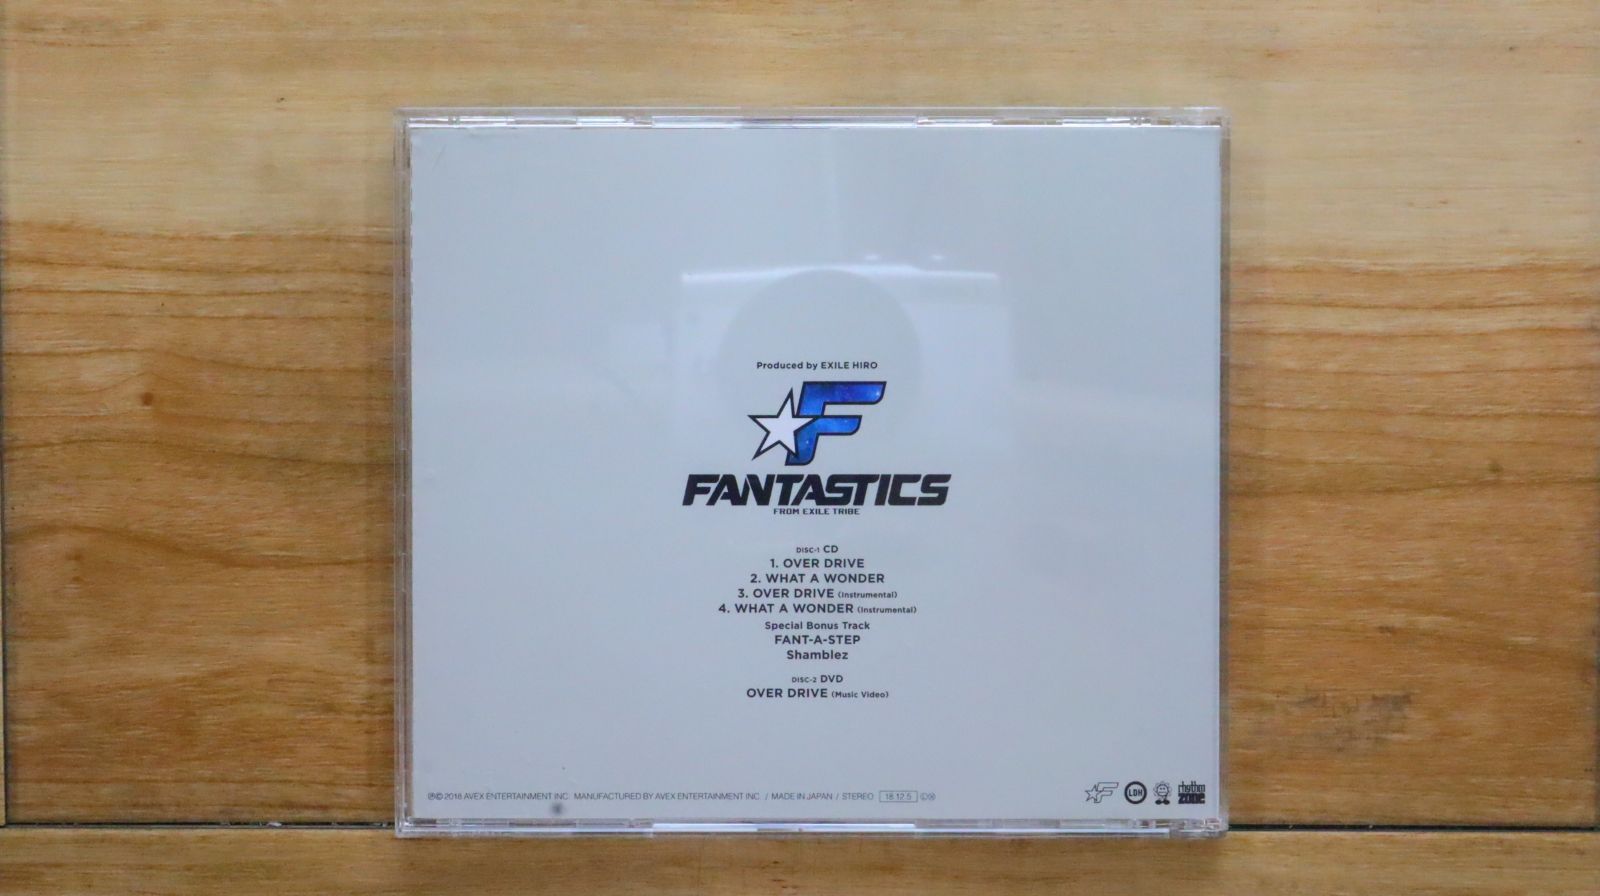 Produced by EXILE HIRO
F
FANTASTICS
FROM EXILE TRIBE
DISC-1 CD
1. OVER DRIVE
2. WHAT A WONDER
3. OVER DRIVE (Instrumental)
4. WHAT A WONDER (Instrumental)
Special Bonus Track
FANT-A-STEP
Shamblez
DISC-2 DVD
OVER DRIVE (Music Video)
Ⓟ©2018 AVEX ENTERTAINMENT INC. MANUFACTURED BY AVEX ENTERTAINMENT INC. / MADE IN JAPAN / STEREO 18.12.5
F LDH rhythm
zone